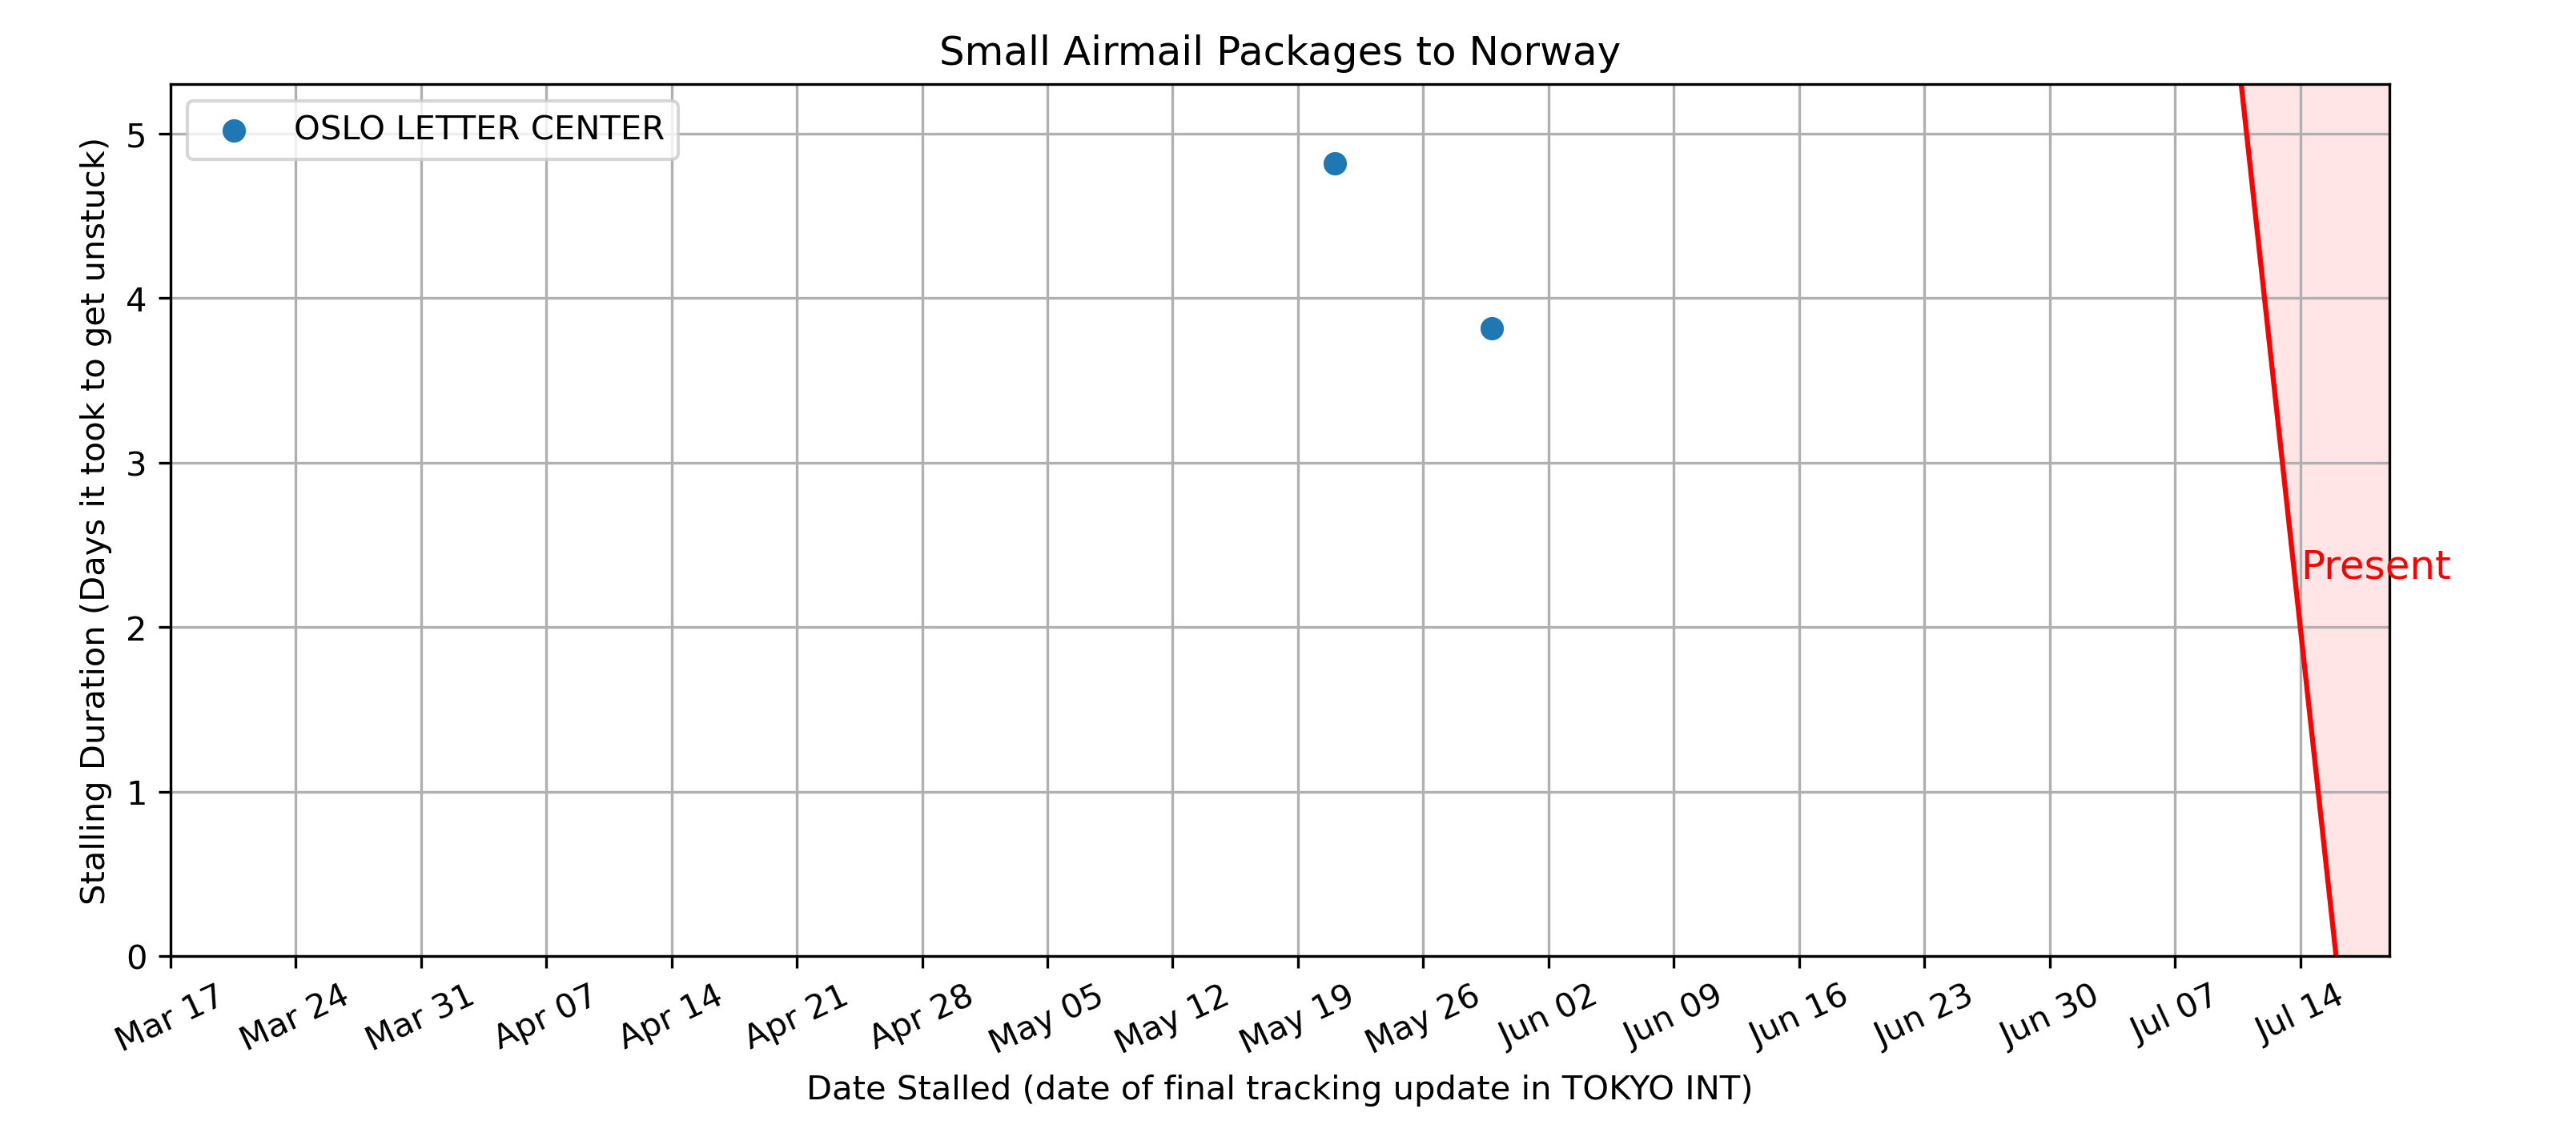 Small Airmail Packages to Norway
OSLO LETTER CENTER
Stalling Duration (Days it took to get unstuck)
5
4
3
2
1
0
Present
Mar 17
Mar 24
Mar 31
Apr 07
Apr 14
Apr 21
Apr 28
May 05
May 12
May 19
May 26
Jun 02
Jun 09
Jun 16
Jun 23
Jun 30
Jul 07
Jul 14
Date Stalled (date of final tracking update in TOKYO INT)